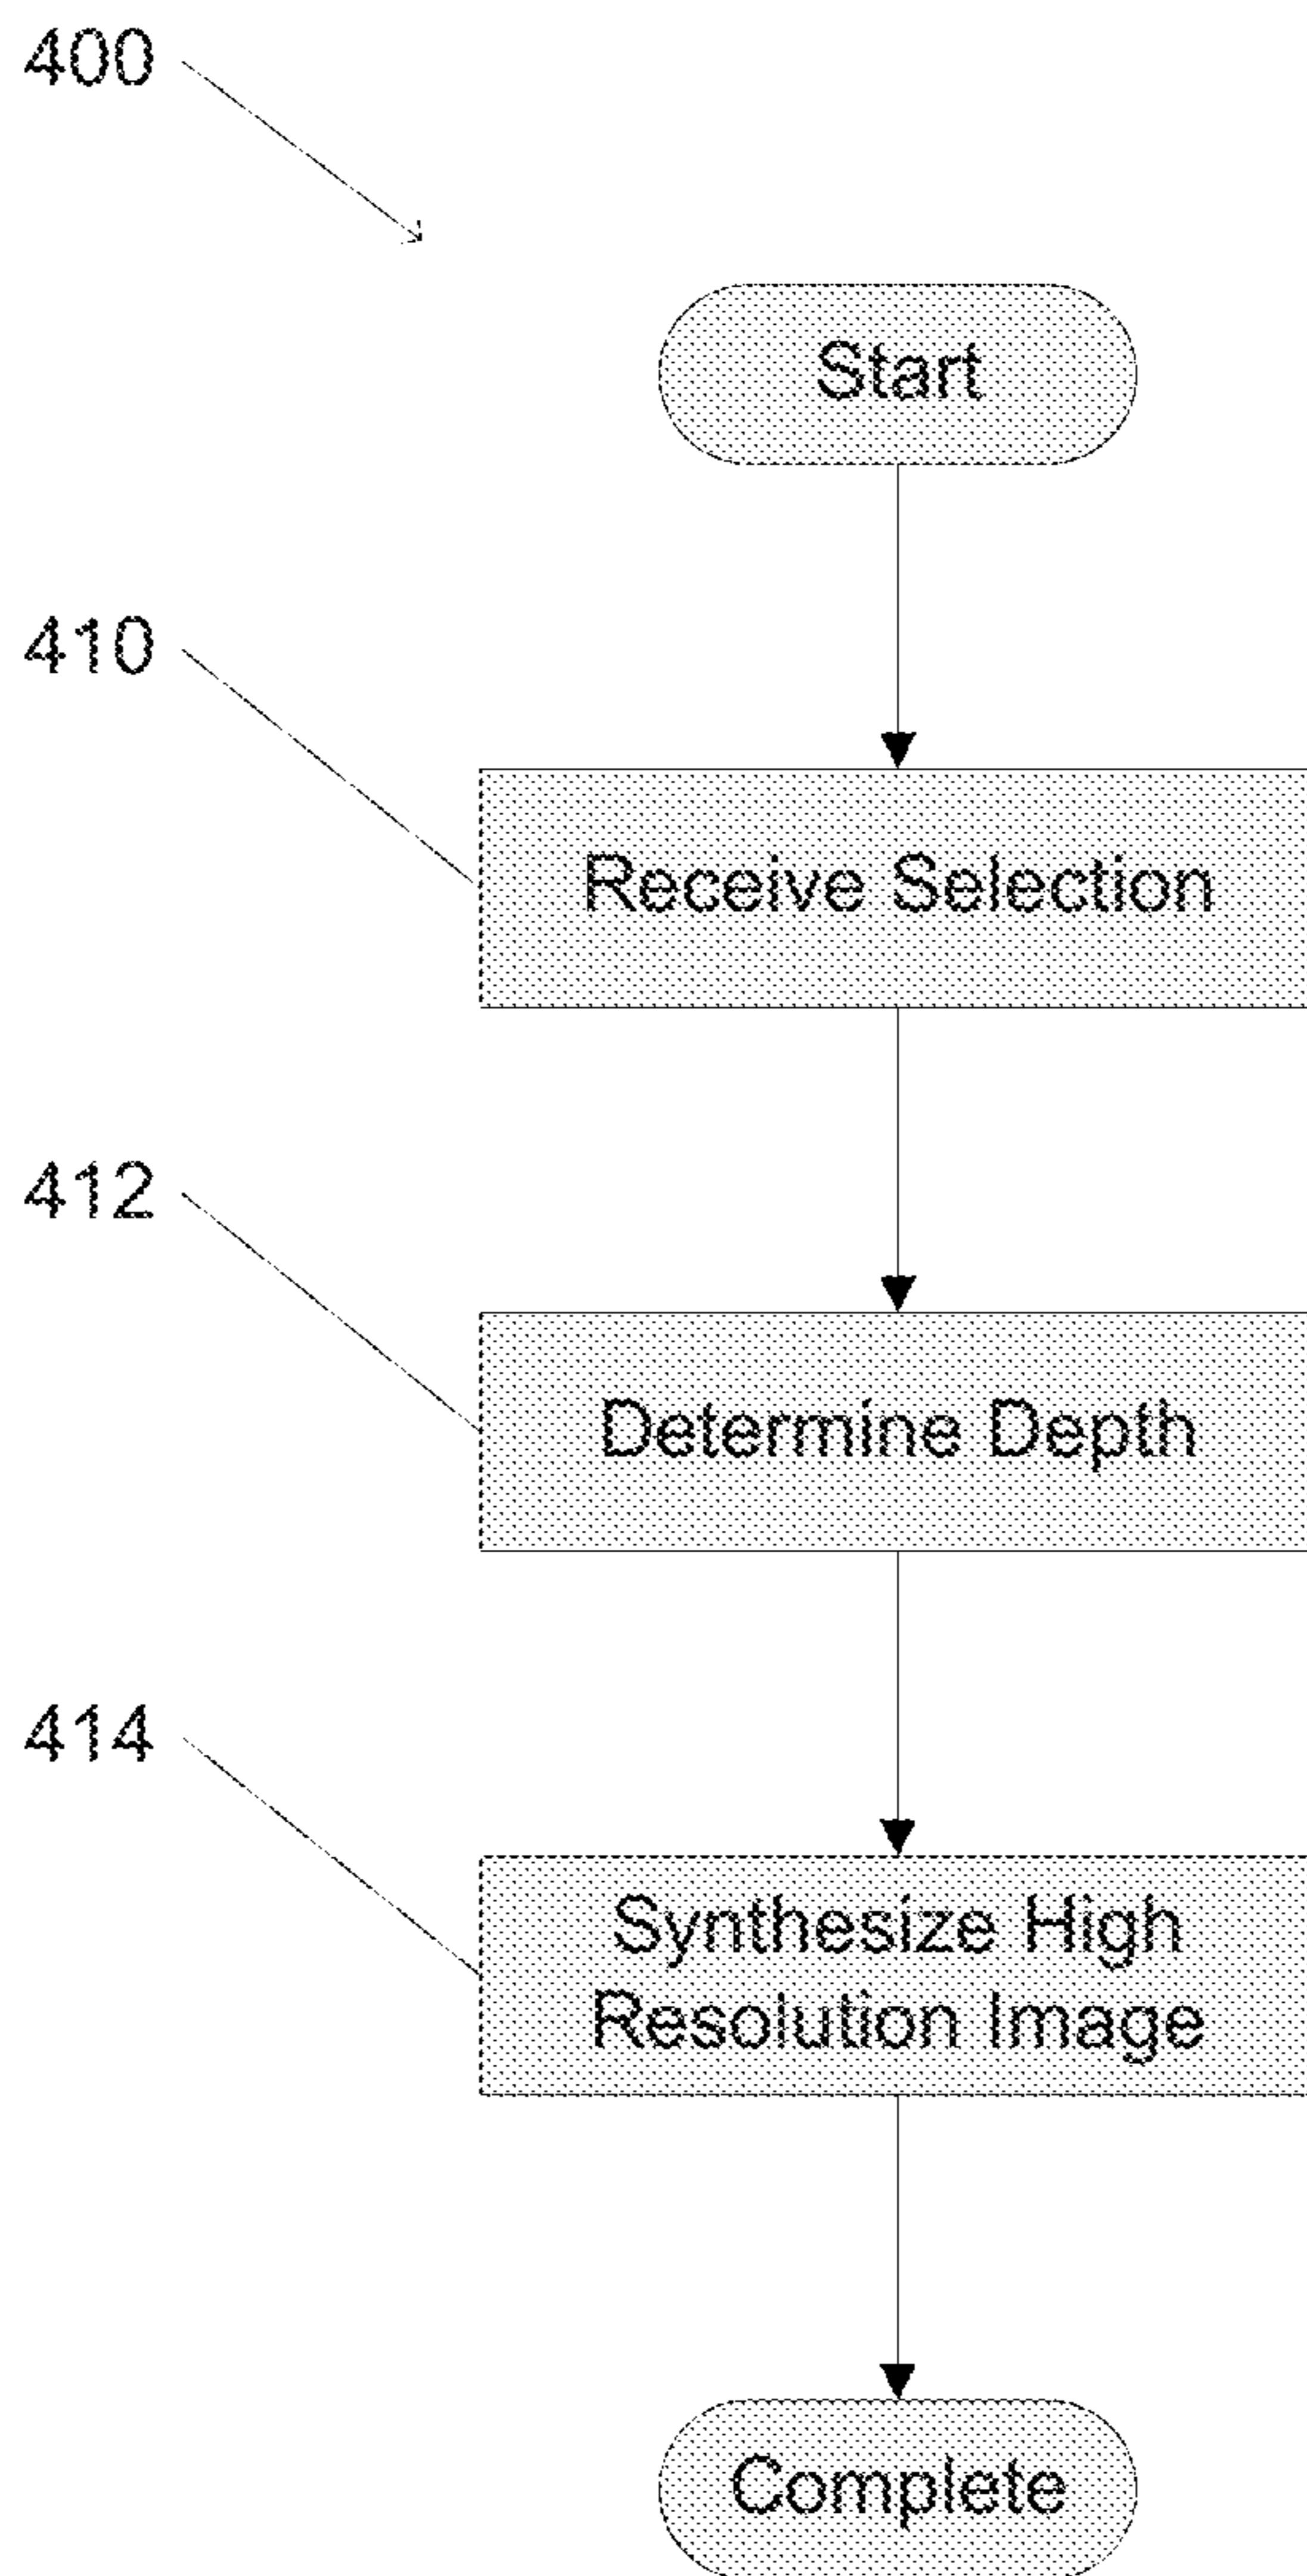 400
Start
410
Receive Selection
412
Determine Depth
414
Synthesize High
Resolution Image
Complete